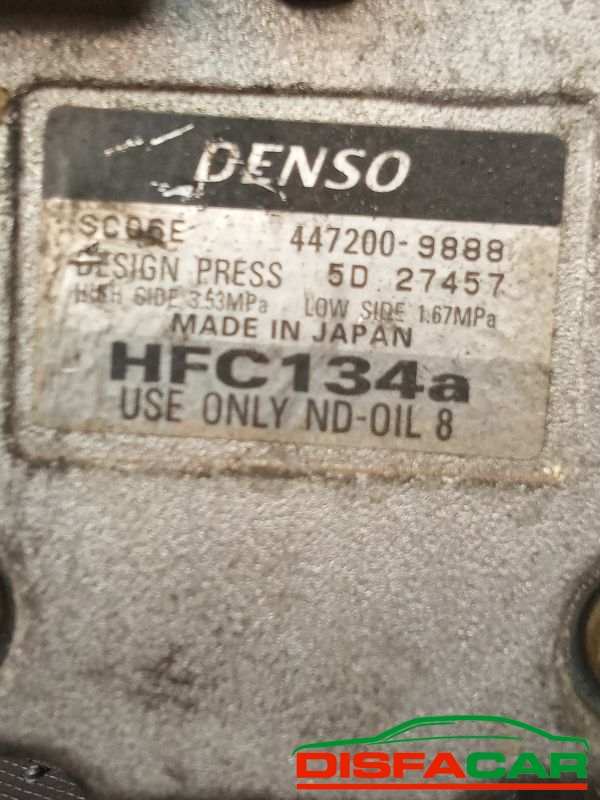 DENSO
SC06E 447200-9888
DESIGN PRESS 5D 27457
HIGH SIDE 3.53MPa LOW SIDE 1.67MPa
MADE IN JAPAN
HFC134a
USE ONLY ND-OIL 8
DISFACAR